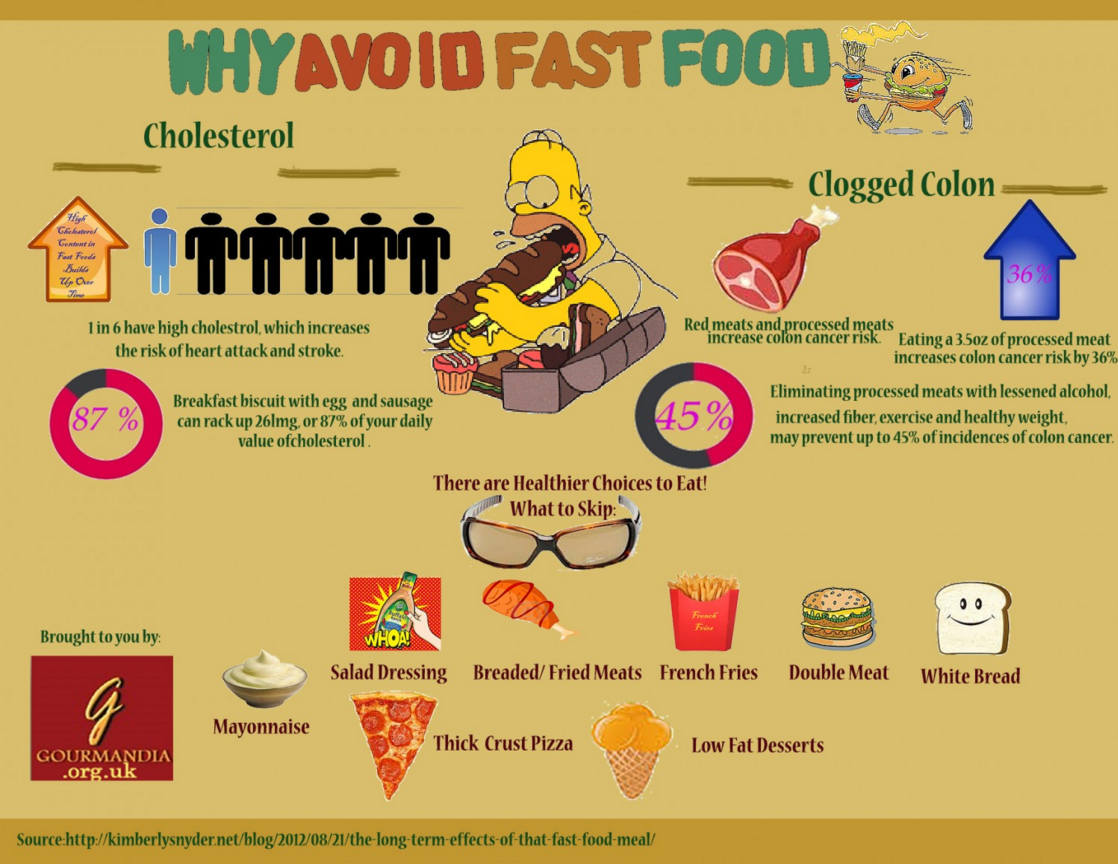 WHY AVOID FAST FOOD
Cholesterol
High
Cholesterol
Content in
Fast Foods
Builds
Up Over
Time
1 in 6 have high cholestrol, which increases
the risk of heart attack and stroke.
87 %
Breakfast biscuit with egg and sausage
can rack up 261mg, or 87% of your daily
value ofcholesterol .
Clogged Colon
36%
Red meats and processed meats
increase colon cancer risk.
Eating a 3.5oz of processed meat
increases colon cancer risk by 36%
45%
Eliminating processed meats with lessened alcohol,
increased fiber, exercise and healthy weight,
may prevent up to 45% of incidences of colon cancer.
There are Healthier Choices to Eat!
What to Skip:
WHOA!
Salad Dressing
Breaded/ Fried Meats
French
Fries
French Fries
Double Meat
White Bread
Mayonnaise
Thick Crust Pizza
Low Fat Desserts
Brought to you by:
g
GOURMANDIA
.org.uk
Source:http://kimberlysnyder.net/blog/2012/08/21/the-long-term-effects-of-that-fast-food-meal/